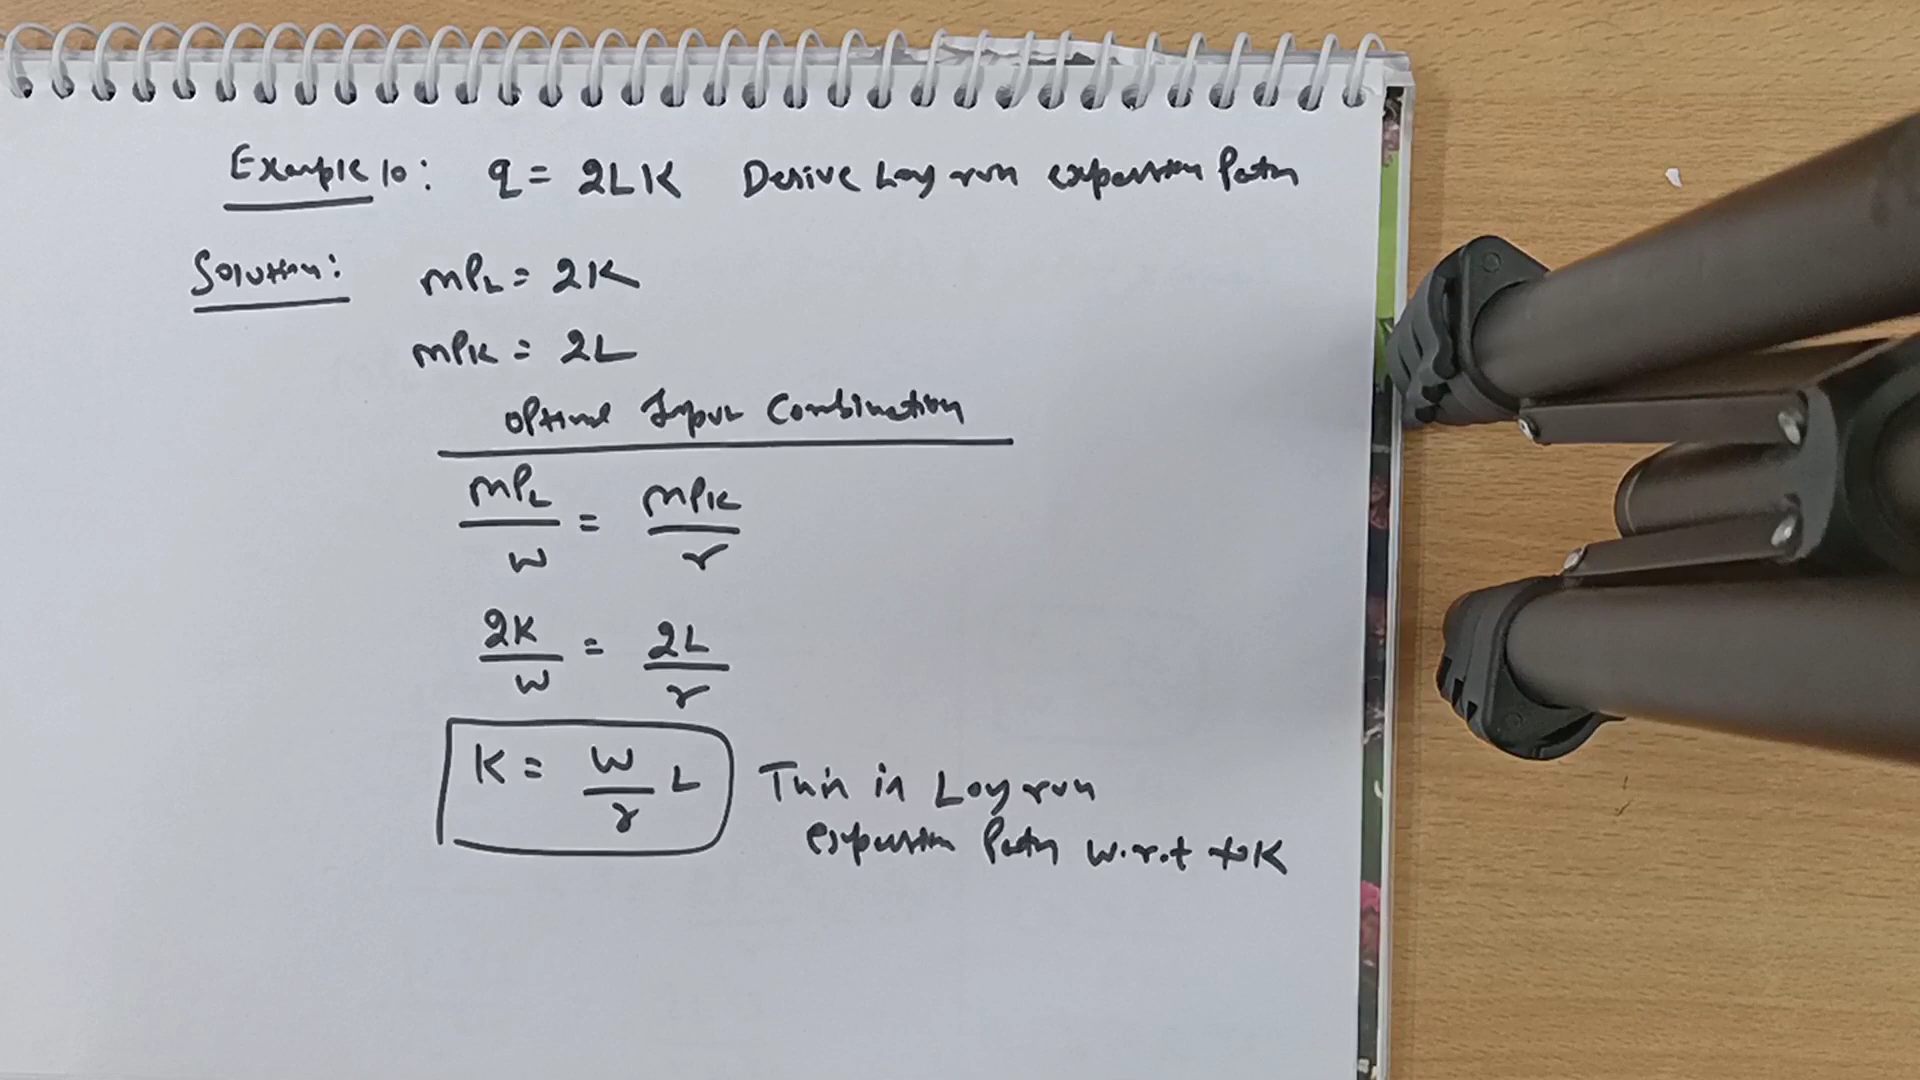 Example 10: q = 2LK Derive Long run expansion Path
Solution: MPL = 2K
MPK = 2L
optimal Input Combination
MPL/w = MPK/r
2K/w = 2L/r
K = w/r L This is Long run
expansion Path w.r.t to K